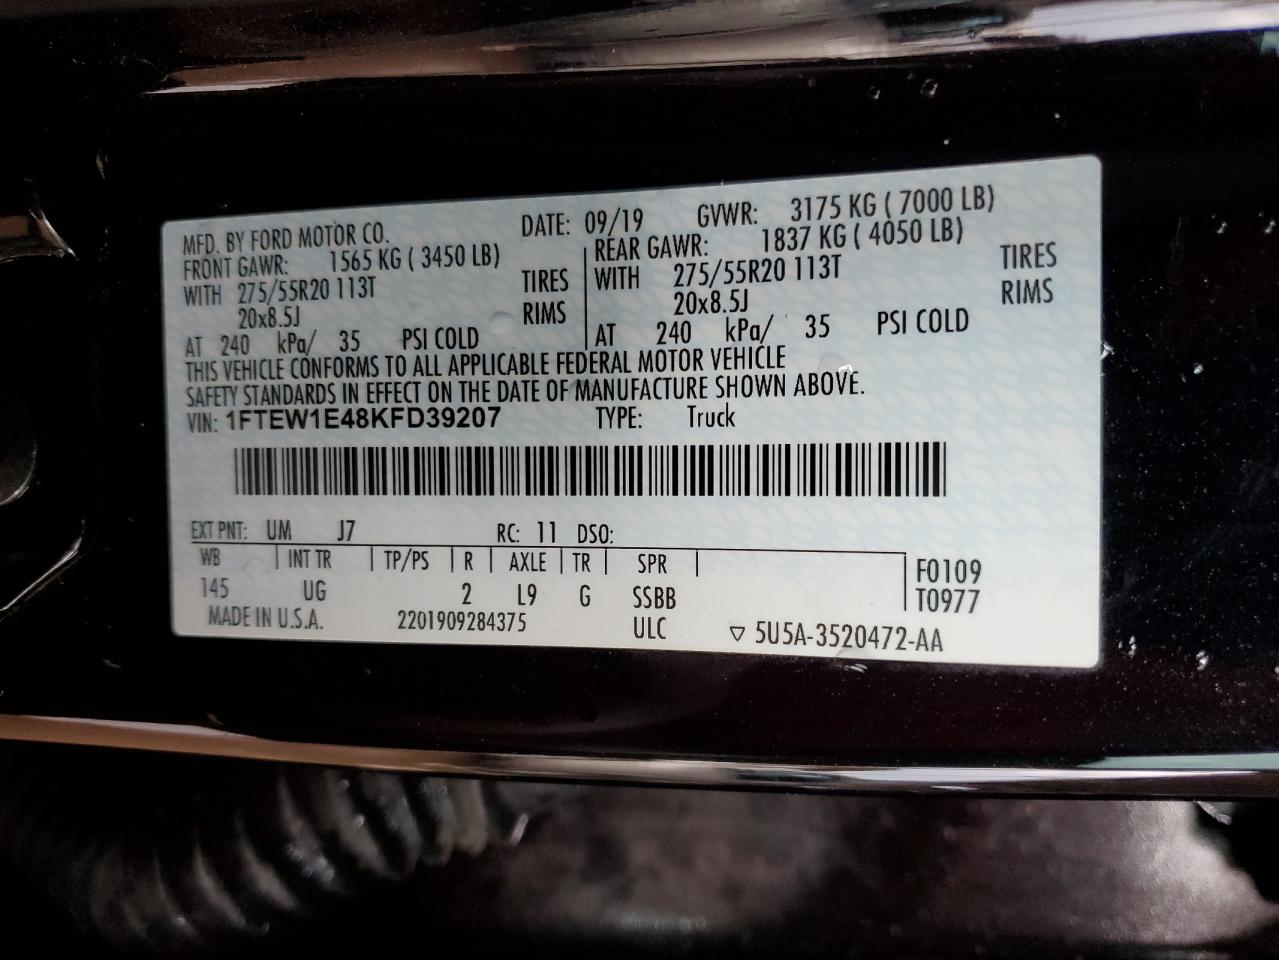 MFD. BY FORD MOTOR CO. DATE: 09/19 GVWR: 3175 KG ( 7000 LB)
FRONT GAWR: 1565 KG ( 3450 LB) REAR GAWR: 1837 KG ( 4050 LB)
WITH 275/55R20 113T TIRES WITH 275/55R20 113T TIRES
20x8.5J RIMS 20x8.5J RIMS
AT 240 kPa/ 35 PSI COLD AT 240 kPa/ 35 PSI COLD
THIS VEHICLE CONFORMS TO ALL APPLICABLE FEDERAL MOTOR VEHICLE
SAFETY STANDARDS IN EFFECT ON THE DATE OF MANUFACTURE SHOWN ABOVE.
VIN: 1FTEW1E48KFD39207 TYPE: Truck
EXT PNT: UM J7 RC: 11 DSO:
WB INT TR TP/PS R AXLE TR SPR F0109
145 UG 2 L9 G SSBB T0977
MADE IN U.S.A. 2201909284375 ULC ▽ 5U5A-3520472-AA